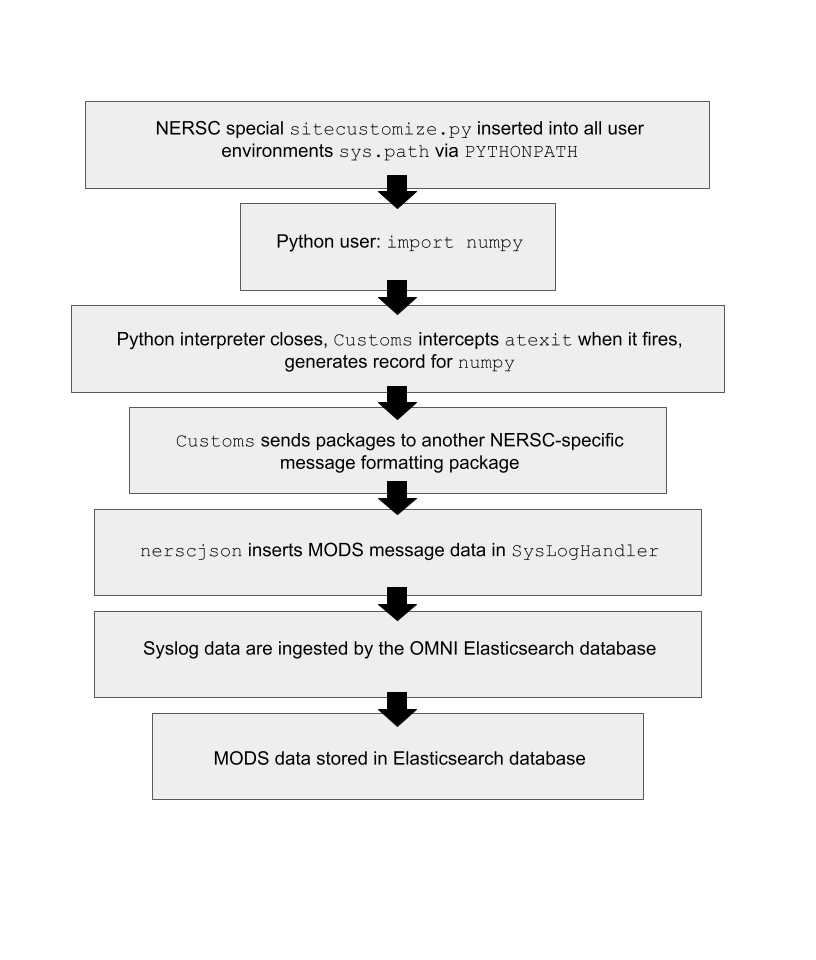 NERSC special sitecustomize.py inserted into all user
environments sys.path via PYTHONPATH
Python user: import numpy
Python interpreter closes, Customs intercepts atexit when it fires,
generates record for numpy
Customs sends packages to another NERSC-specific
message formatting package
nerscjson inserts MODS message data in SysLogHandler
Syslog data are ingested by the OMNI Elasticsearch database
MODS data stored in Elasticsearch database